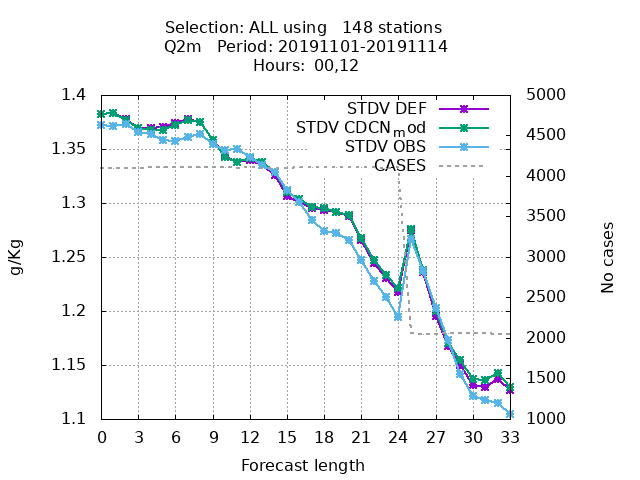 Selection: ALL using   148 stations
Q2m   Period: 20191101-20191114
Hours:  00,12
STDV DEF
STDV CDCN_mod
STDV OBS
CASES
g/Kg
1.4
1.35
1.3
1.25
1.2
1.15
1.1
No cases
5000
4500
4000
3500
3000
2500
2000
1500
1000
0 3 6 9 12 15 18 21 24 27 30 33
Forecast length